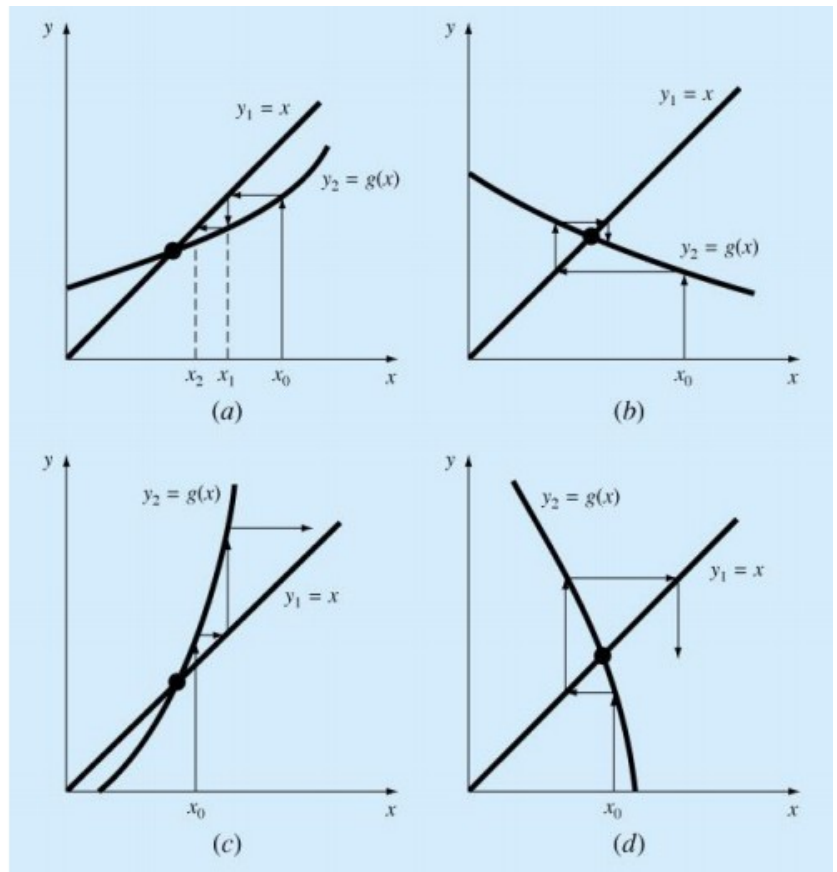 y
y₁ = x
y₂ = g(x)
x₂ x₁ x₀ x
(a)
y
y₁ = x
y₂ = g(x)
x₀ x
(b)
y
y₂ = g(x)
y₁ = x
x₀ x
(c)
y
y₂ = g(x)
y₁ = x
x₀ x
(d)